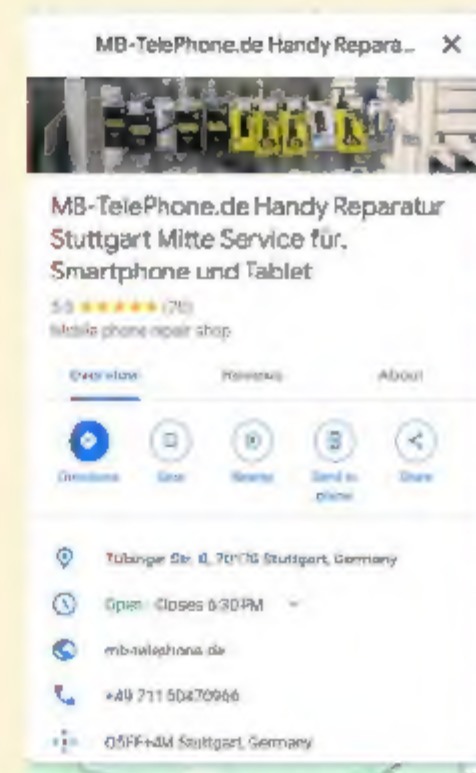 MB-TelePhone.de Handy Repara...
MB-TelePhone.de Handy Reparatur
Stuttgart Mitte Service für.
Smartphone und Tablet
Mobile phone repair shop
Overview Reviews About
Directions Save Nearby Send to phone Share
Tübinger Str. Stuttgart, Germany
Open · Closes 6:30 PM
mb-telephone.de
+49 711 50470966
Stuttgart, Germany